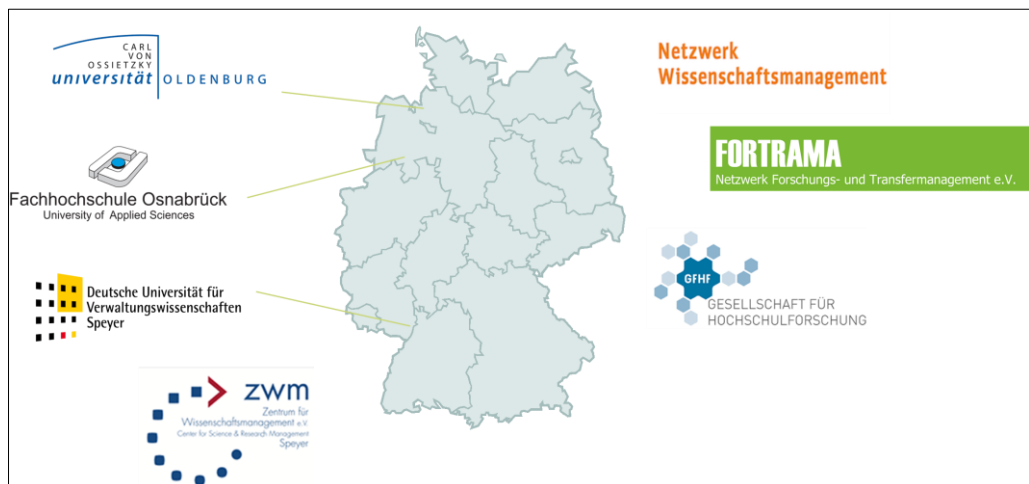 CARL
VON
OSSIETZKY
universität OLDENBURG
Fachhochschule Osnabrück
University of Applied Sciences
Deutsche Universität für
Verwaltungswissenschaften
Speyer
zwm
Zentrum für
Wissenschaftsmanagement e.V.
Center for Science & Research Management
Speyer
Netzwerk
Wissenschaftsmanagement
FORTRAMA
Netzwerk Forschungs- und Transfermanagement e.V.
GFHF
GESELLSCHAFT FÜR
HOCHSCHULFORSCHUNG